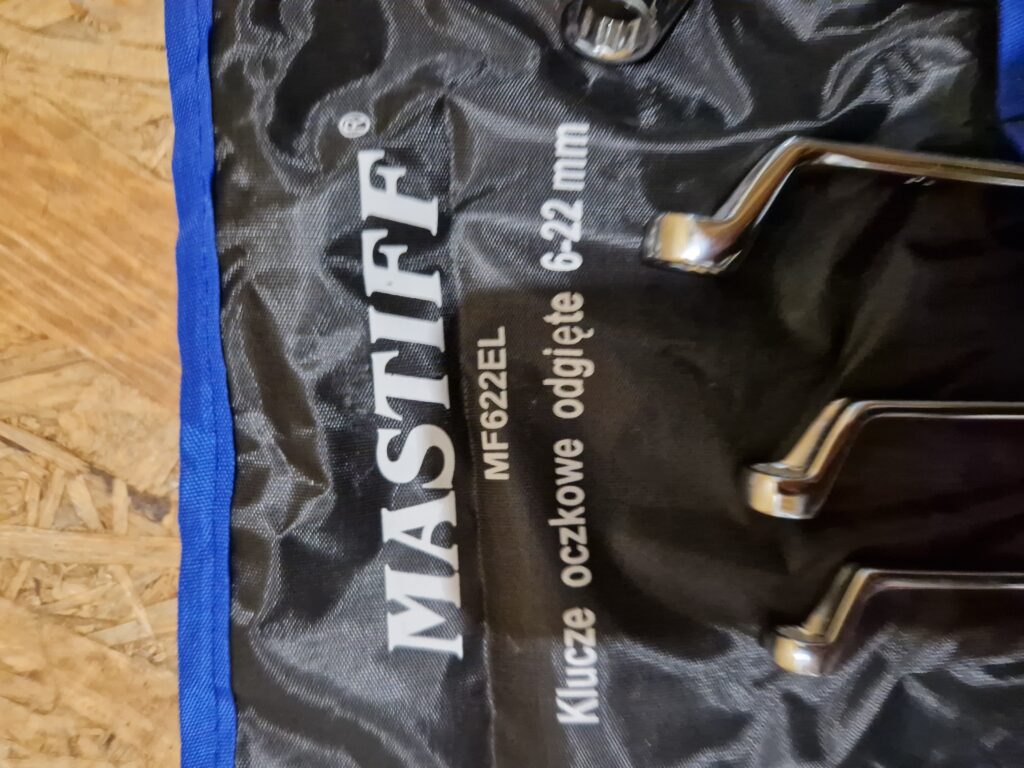 MASTIFF®
MF622EL
Klucze oczkowe odgięte 6-22 mm